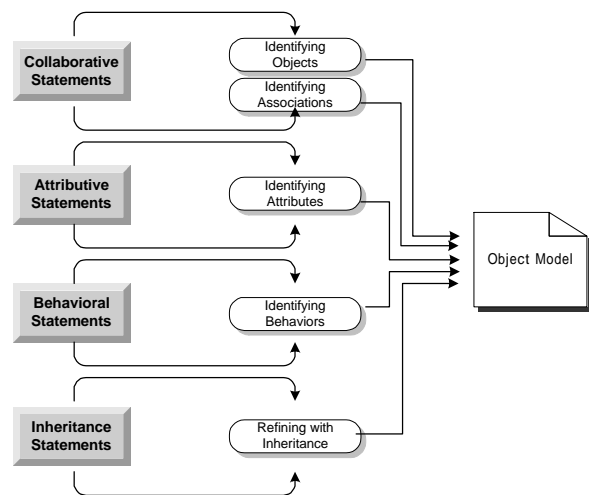 Collaborative
Statements
Identifying
Objects
Identifying
Associations
Attributive
Statements
Identifying
Attributes
Object Model
Behavioral
Statements
Identifying
Behaviors
Inheritance
Statements
Refining with
Inheritance